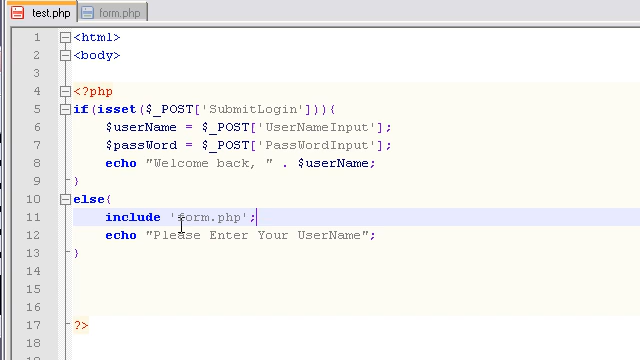 test.php form.php
1 <html>
2 <body>
3
4 <?php
5 if(isset($_POST['SubmitLogin'])){
6 $userName = $_POST['UserNameInput'];
7 $passWord = $_POST['PassWordInput'];
8 echo "Welcome back, " . $userName;
9 }
10 else{
11 include 'form.php';
12 echo "Please Enter Your UserName";
13 }
14
15
16
17 ?>
18